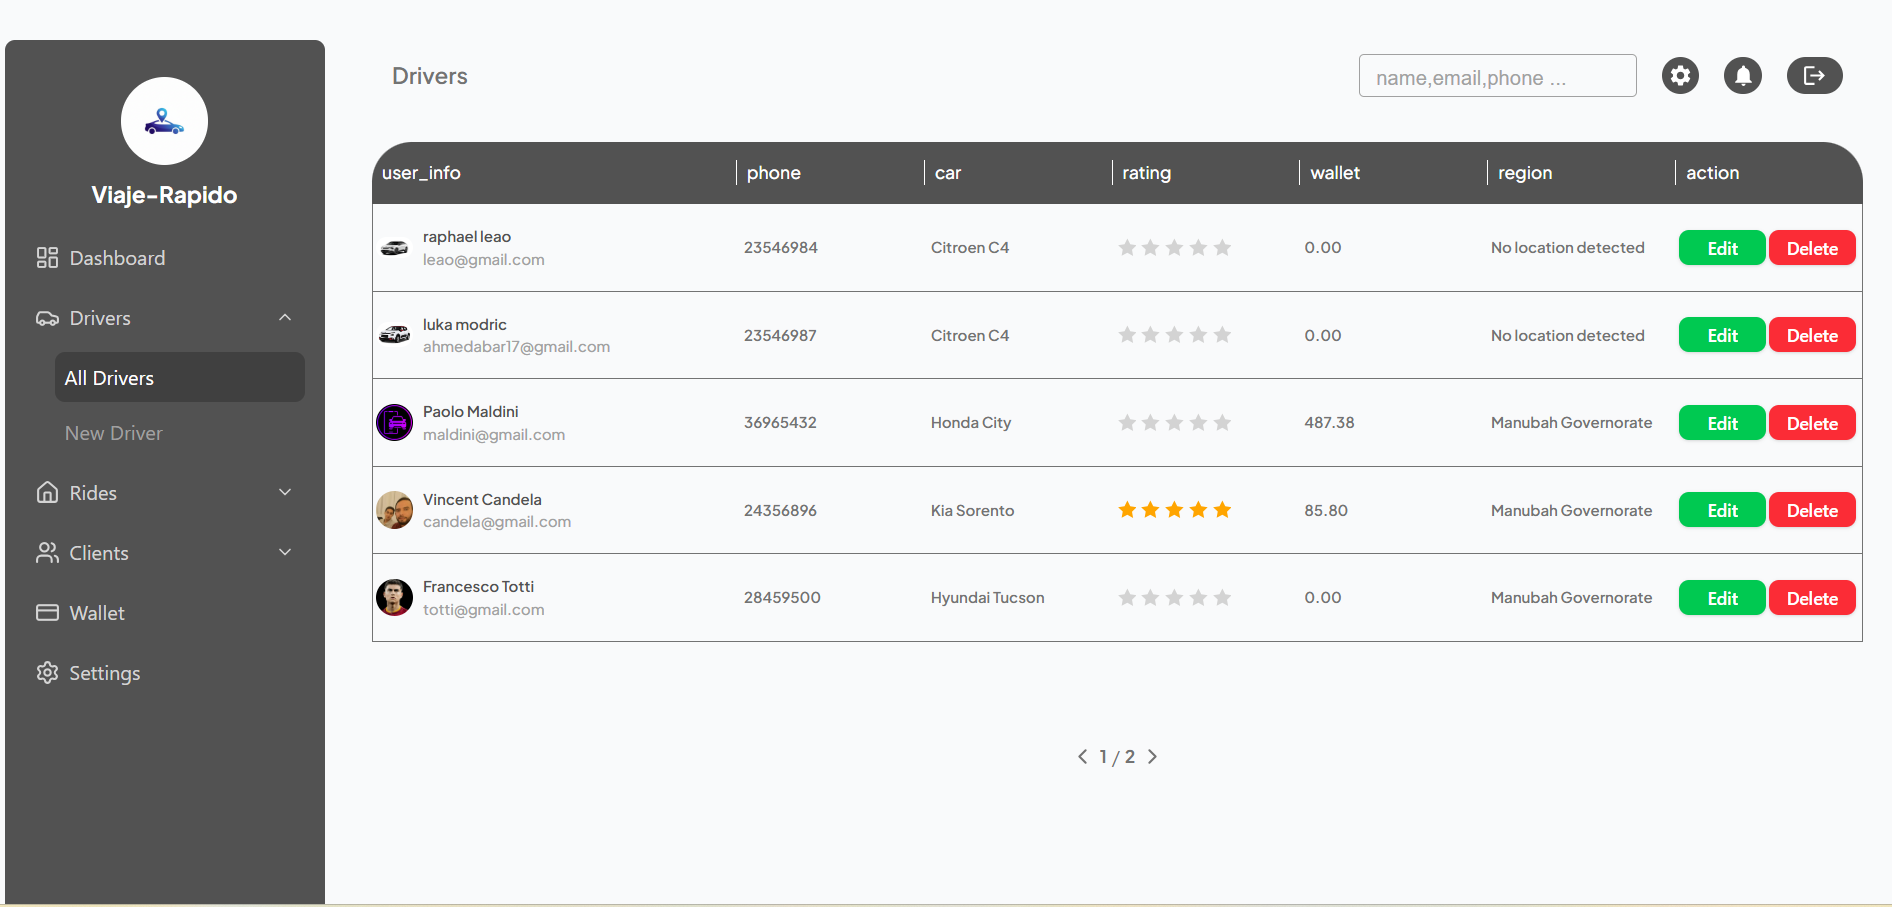 Viaje-Rapido
Dashboard
Drivers
All Drivers
New Driver
Rides
Clients
Wallet
Settings
Drivers
name,email,phone ...
user_info phone car rating wallet region action
raphael leao
leao@gmail.com
23546984 Citroen C4 0.00 No location detected Edit Delete
luka modric
ahmedabar17@gmail.com
23546987 Citroen C4 0.00 No location detected Edit Delete
Paolo Maldini
maldini@gmail.com
36965432 Honda City 487.38 Manubah Governorate Edit Delete
Vincent Candela
candela@gmail.com
24356896 Kia Sorento 85.80 Manubah Governorate Edit Delete
Francesco Totti
totti@gmail.com
28459500 Hyundai Tucson 0.00 Manubah Governorate Edit Delete
1 / 2